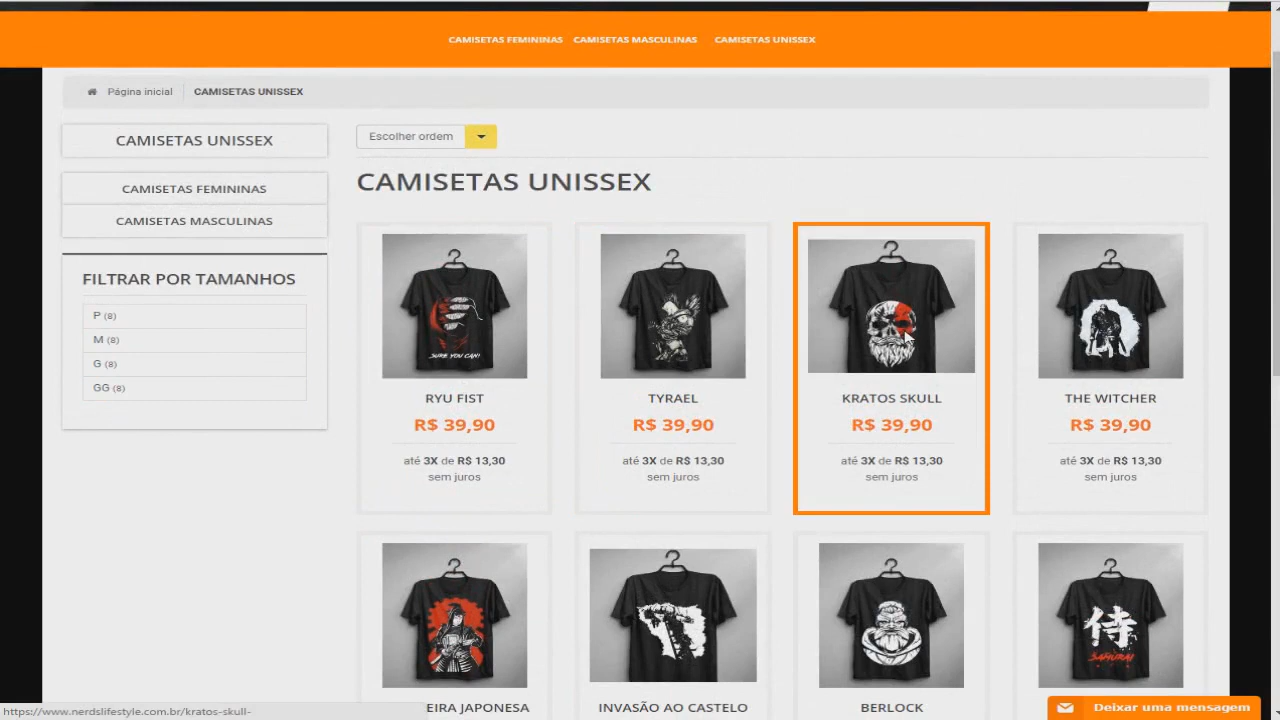 CAMISETAS FEMININAS CAMISETAS MASCULINAS CAMISETAS UNISSEX
Página inicial CAMISETAS UNISSEX
CAMISETAS UNISSEX
CAMISETAS FEMININAS
CAMISETAS MASCULINAS
FILTRAR POR TAMANHOS
P (8)
M (8)
G (8)
GG (8)
Escolher ordem
CAMISETAS UNISSEX
SURE YOU CAN!
RYU FIST
R$ 39,90
até 3X de R$ 13,30
sem juros
TYRAEL
R$ 39,90
até 3X de R$ 13,30
sem juros
KRATOS SKULL
R$ 39,90
até 3X de R$ 13,30
sem juros
THE WITCHER
R$ 39,90
até 3X de R$ 13,30
sem juros
EIRA JAPONESA
INVASÃO AO CASTELO
BERLOCK
侍
SAMURAI
https://www.nerdslifestyle.com.br/kratos-skull-
Deixar uma mensagem